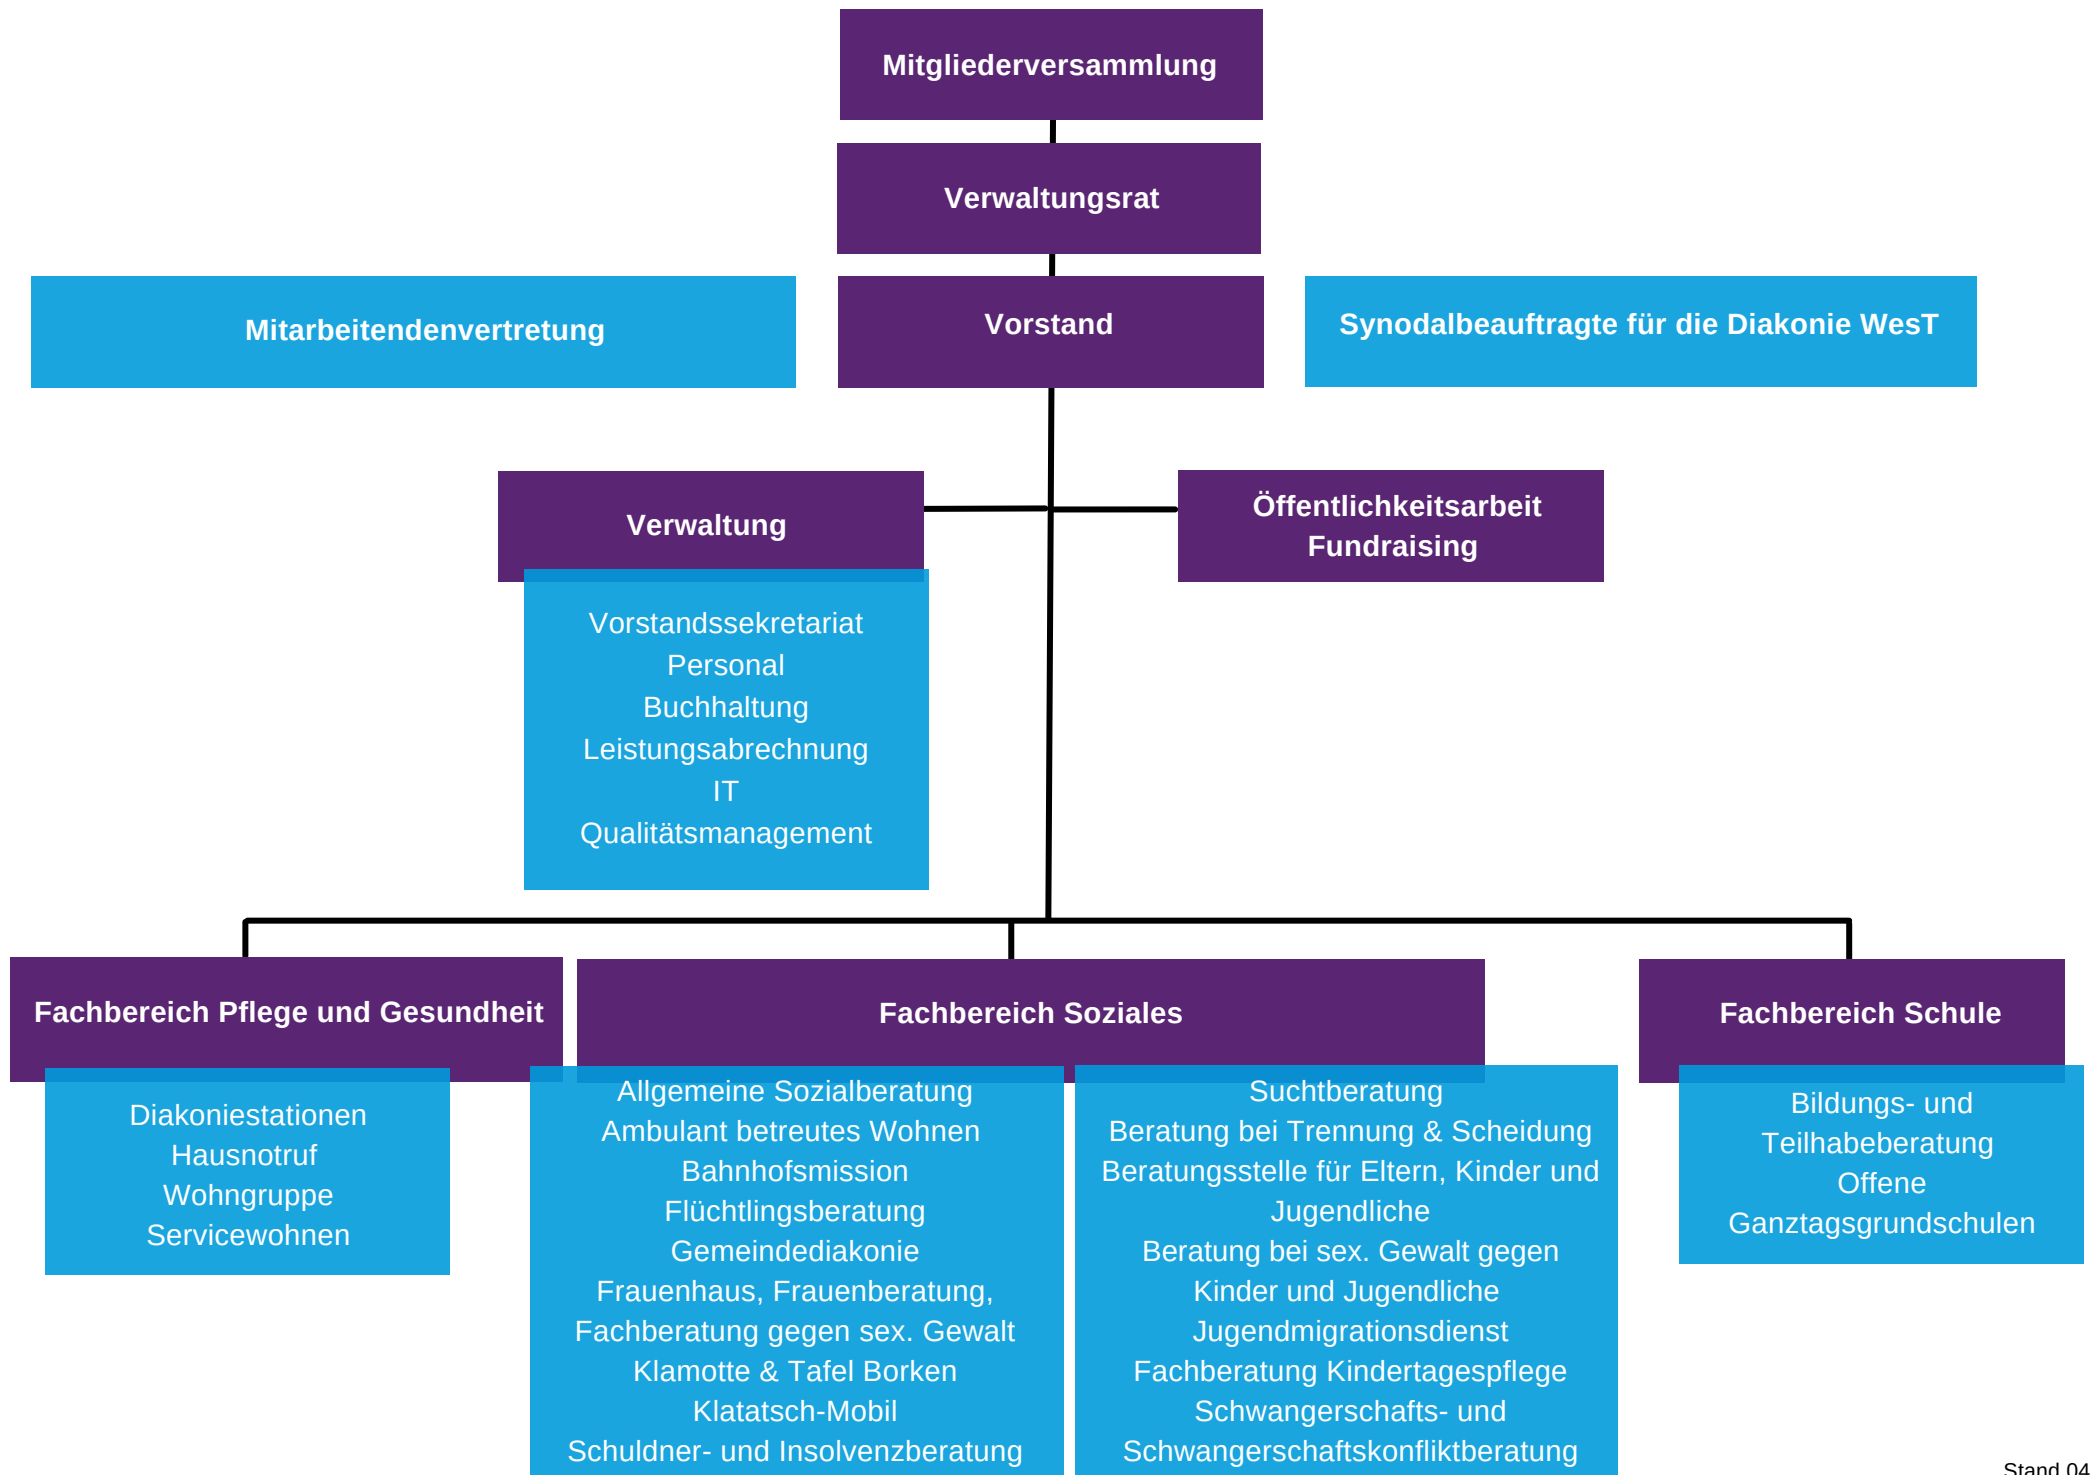 Mitgliederversammlung
Verwaltungsrat
Mitarbeitendenvertretung
Vorstand
Synodalbeauftragte für die Diakonie WesT
Verwaltung
Öffentlichkeitsarbeit
Fundraising
Vorstandssekretariat
Personal
Buchhaltung
Leistungsabrechnung
IT
Qualitätsmanagement
Fachbereich Pflege und Gesundheit
Diakoniestationen
Hausnotruf
Wohngruppe
Servicewohnen
Fachbereich Soziales
Allgemeine Sozialberatung
Ambulant betreutes Wohnen
Bahnhofsmission
Flüchtlingsberatung
Gemeindediakonie
Frauenhaus, Frauenberatung,
Fachberatung gegen sex. Gewalt
Klamotte & Tafel Borken
Klatatsch-Mobil
Schuldner- und Insolvenzberatung
Suchtberatung
Beratung bei Trennung & Scheidung
Beratungsstelle für Eltern, Kinder und
Jugendliche
Beratung bei sex. Gewalt gegen
Kinder und Jugendliche
Jugendmigrationsdienst
Fachberatung Kindertagespflege
Schwangerschafts- und
Schwangerschaftskonfliktberatung
Fachbereich Schule
Bildungs- und
Teilhabeberatung
Offene
Ganztagsgrundschulen
Stand 04